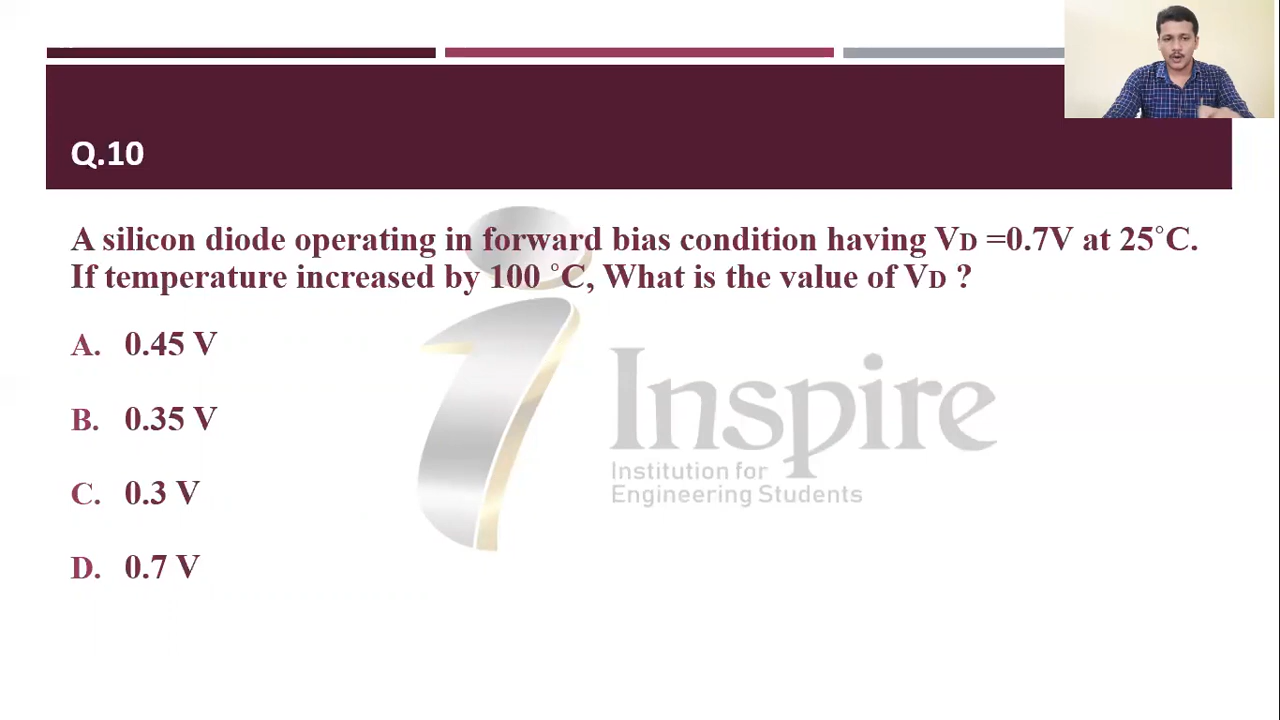 Q.10
A silicon diode operating in forward bias condition having VD =0.7V at 25˚C.
If temperature increased by 100 ˚C, What is the value of VD ?
A. 0.45 V
B. 0.35 V
C. 0.3 V
D. 0.7 V
Inspire
Institution for
Engineering Students